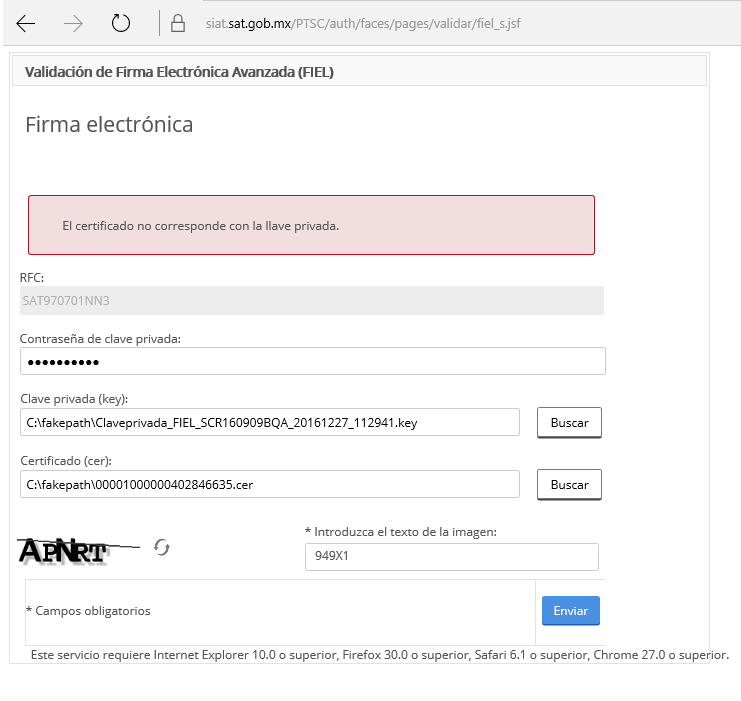 siat.sat.gob.mx/PTSC/auth/faces/pages/validar/fiel_s.jsf
Validación de Firma Electrónica Avanzada (FIEL)
Firma electrónica
El certificado no corresponde con la llave privada.
RFC:
SAT970701NN3
Contraseña de clave privada:
••••••••••
Clave privada (key):
C:\fakepath\Claveprivada_FIEL_SCR160909BQA_20161227_112941.key Buscar
Certificado (cer):
C:\fakepath\00001000000402846635.cer Buscar
* Introduzca el texto de la imagen:
APNRT 949X1
* Campos obligatorios Enviar
Este servicio requiere Internet Explorer 10.0 o superior, Firefox 30.0 o superior, Safari 6.1 o superior, Chrome 27.0 o superior.